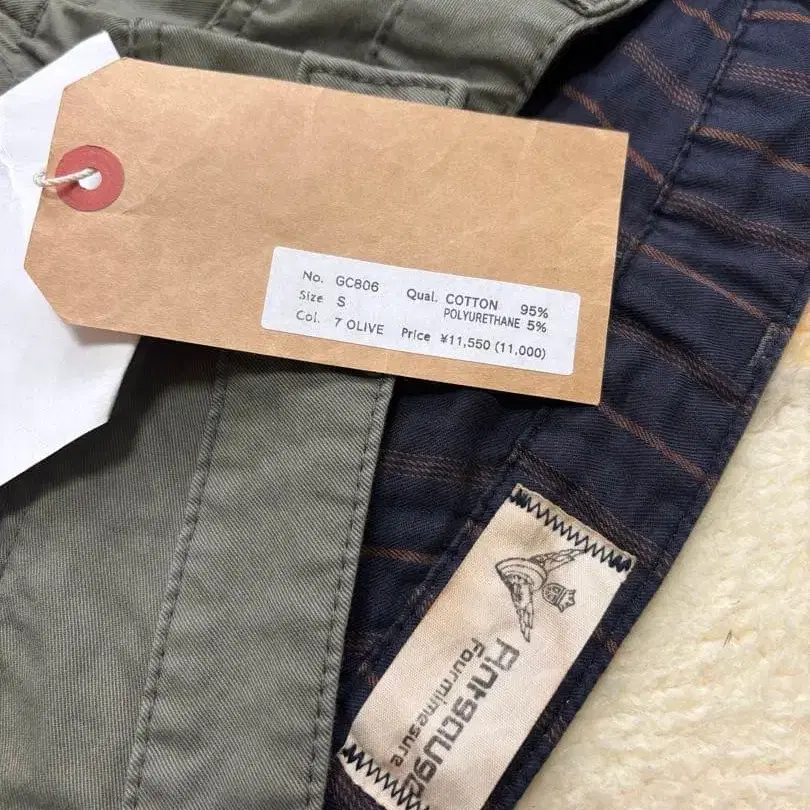 No. GC806
Size S
Col. 7 OLIVE
Qual. COTTON 95%
POLYURETHANE 5%
Price ¥11,550 (11,000)
Fourmimesure